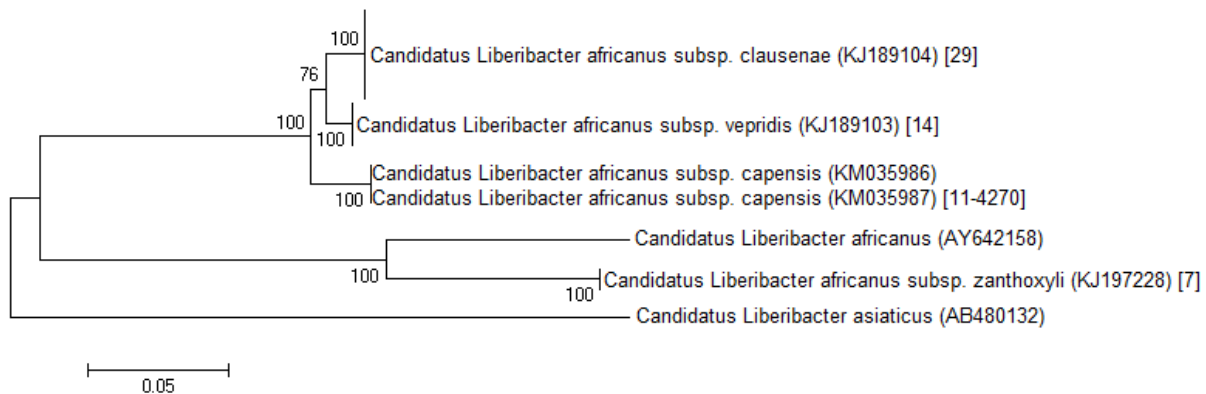 100
Candidatus Liberibacter africanus subsp. clausenae (KJ189104) [29]
76
100
Candidatus Liberibacter africanus subsp. vepridis (KJ189103) [14]
100
Candidatus Liberibacter africanus subsp. capensis (KM035986)
100
Candidatus Liberibacter africanus subsp. capensis (KM035987) [11-4270]
Candidatus Liberibacter africanus (AY642158)
100
Candidatus Liberibacter africanus subsp. zanthoxyli (KJ197228) [7]
100
Candidatus Liberibacter asiaticus (AB480132)
0.05